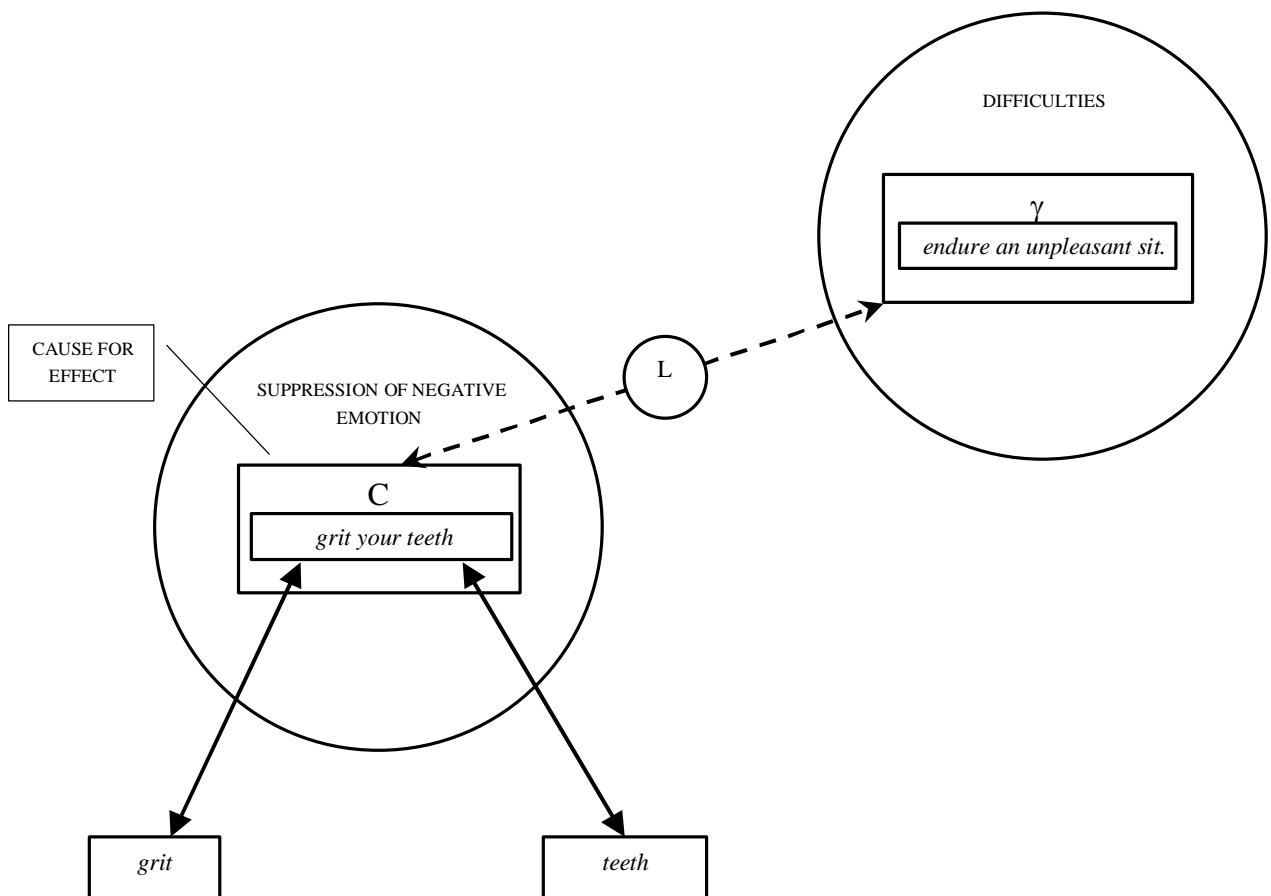 DIFFICULTIES
γ
endure an unpleasant sit.
CAUSE FOR
EFFECT
L
SUPPRESSION OF NEGATIVE
EMOTION
C
grit your teeth
grit
teeth